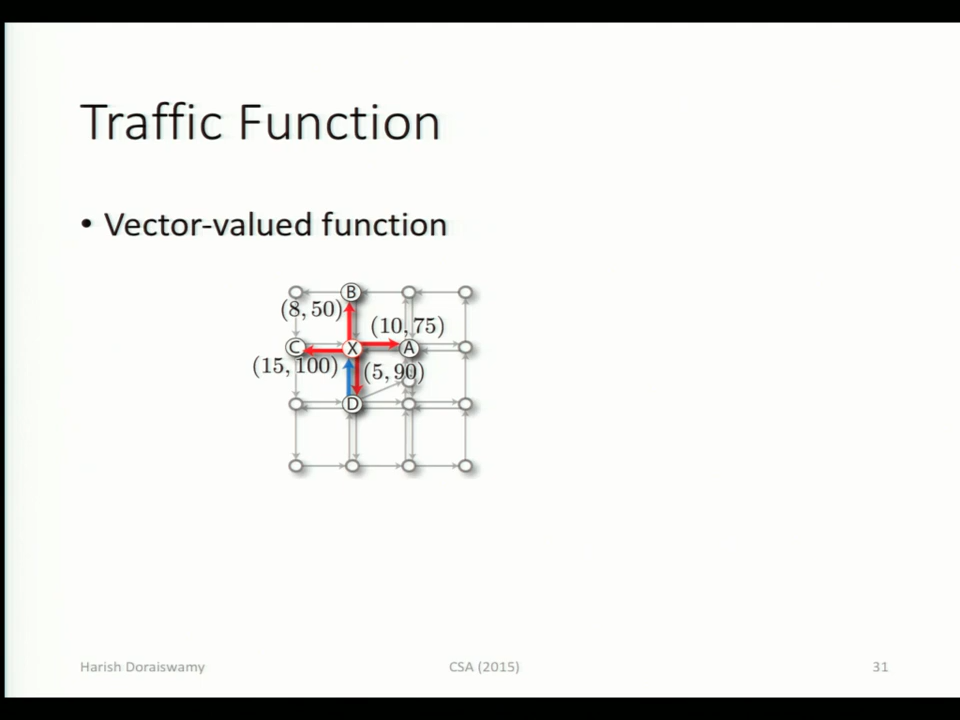 Traffic Function
• Vector-valued function
B
(8, 50)
(10, 75)
C X A
(15, 100) (5, 90)
D
Harish Doraiswamy CSA (2015) 31